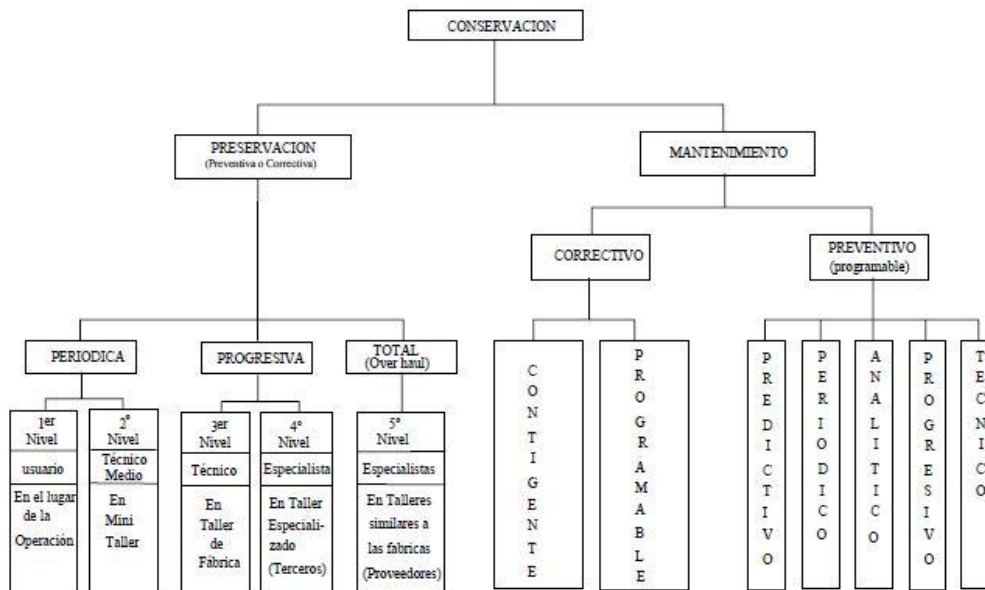 CONSERVACION
PRESERVACION
(Preventiva o Correctiva)
MANTENIMIENTO
CORRECTIVO
PREVENTIVO
(programable)
PERIODICA
PROGRESIVA
TOTAL
(Over haul)
1er
Nivel
usuario
En el lugar
de la
Operación
2°
Nivel
Técnico
Medio
En
Mini
Taller
3er
Nivel
Técnico
En
Taller
de
Fábrica
4°
Nivel
Especialista
En Taller
Especiali-
zado
(Terceros)
5°
Nivel
Especialistas
En Talleres
similares a
las fabricas
(Proveedores)
CONTIGENTE
PROGRAMABLE
PREDICTIVO
PERIODICO
ANALITICO
PROGRESIVO
TECNICO